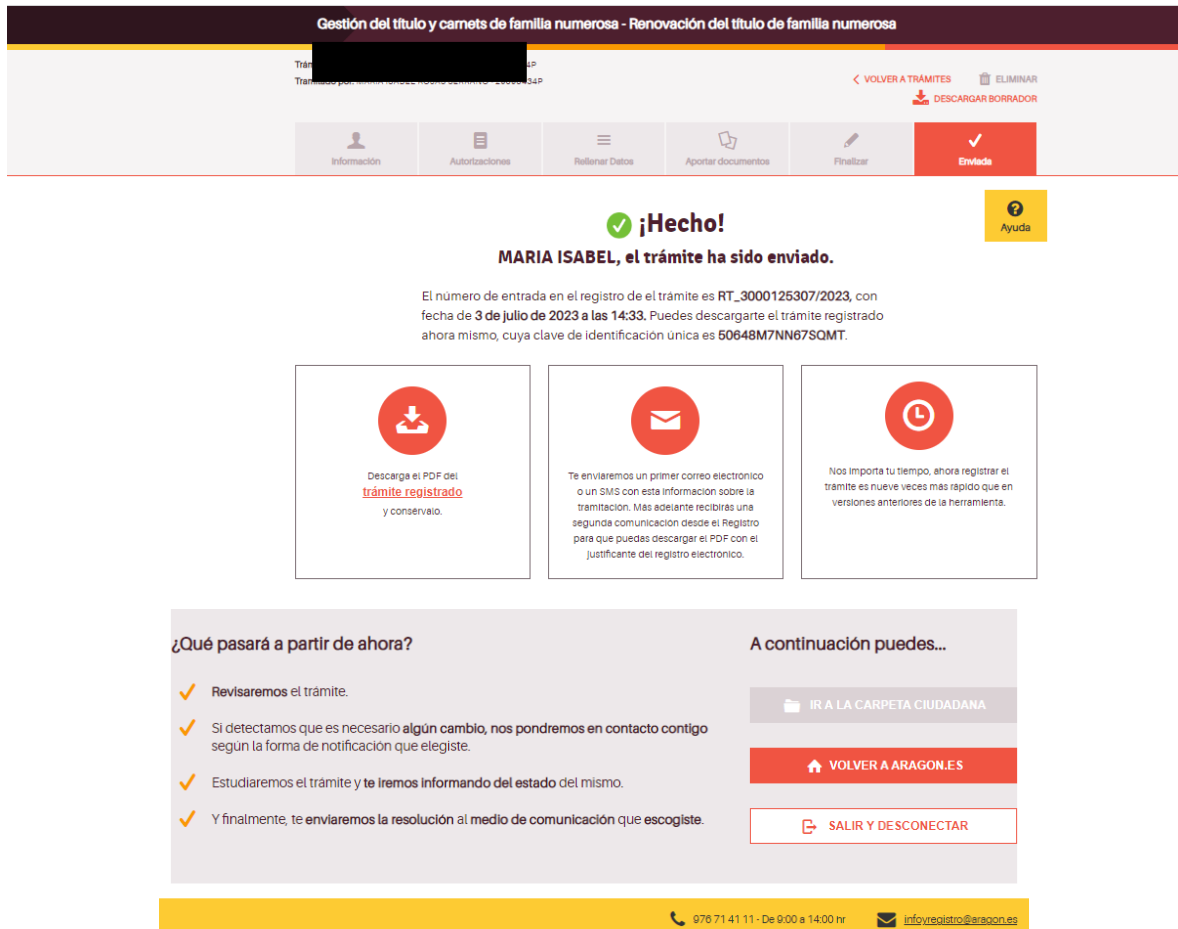 Gestión del título y carnets de familia numerosa - Renovación del título de familia numerosa
VOLVER A TRÁMITES
ELIMINAR
DESCARGAR BORRADOR
Información
Autorizaciones
Rellenar Datos
Aportar documentos
Finalizar
Enviada
Ayuda
¡Hecho!
MARIA ISABEL, el trámite ha sido enviado.
El número de entrada en el registro de el trámite es RT_3000125307/2023, con
fecha de 3 de julio de 2023 a las 14:33. Puedes descargarte el trámite registrado
ahora mismo, cuya clave de identificación única es 50648M7NN67SQMT.
Descarga el PDF del
trámite registrado
y consérvalo.
Te enviaremos un primer correo electrónico
o un SMS con esta información sobre la
tramitación. Más adelante recibirás una
segunda comunicación desde el Registro
para que puedas descargar el PDF con el
justificante del registro electrónico.
Nos importa tu tiempo, ahora registrar el
trámite es nueve veces más rápido que en
versiones anteriores de la herramienta.
¿Qué pasará a partir de ahora?
Revisaremos el trámite.
Si detectamos que es necesario algún cambio, nos pondremos en contacto contigo
según la forma de notificación que elegiste.
Estudiaremos el trámite y te iremos informando del estado del mismo.
Y finalmente, te enviaremos la resolución al medio de comunicación que escogiste.
A continuación puedes...
IR A LA CARPETA CIUDADANA
VOLVER A ARAGON.ES
SALIR Y DESCONECTAR
976 71 41 11 - De 9:00 a 14:00 hr
infoyregistro@aragon.es